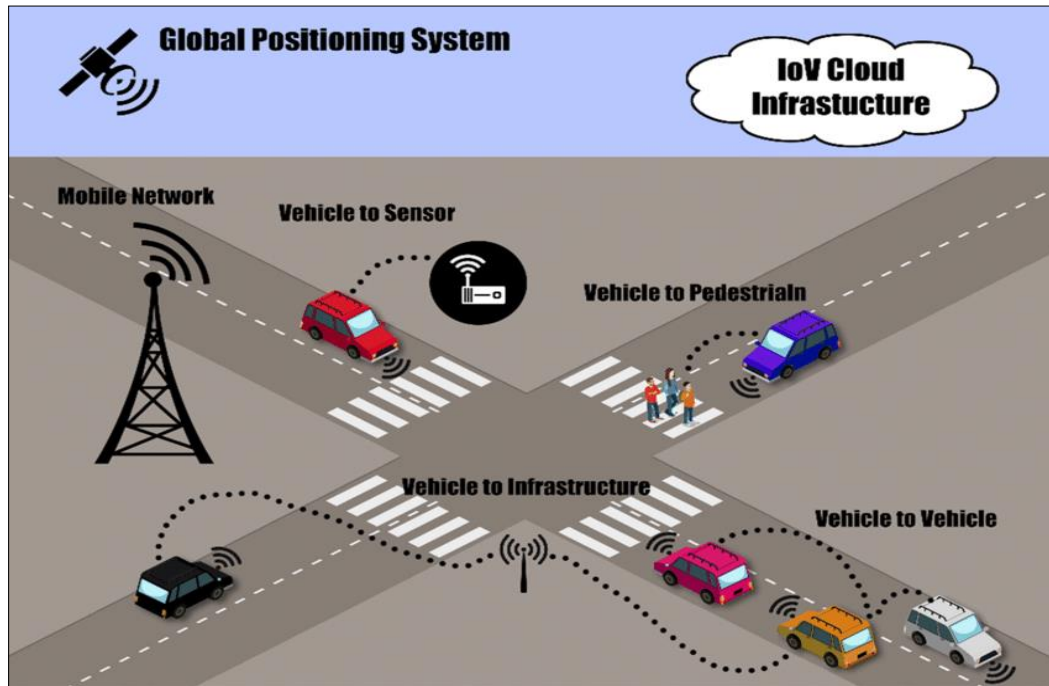 Global Positioning System
IoV Cloud
Infrastucture
Mobile Network
Vehicle to Sensor
Vehicle to Pedestrialn
Vehicle to Infrastructure
Vehicle to Vehicle